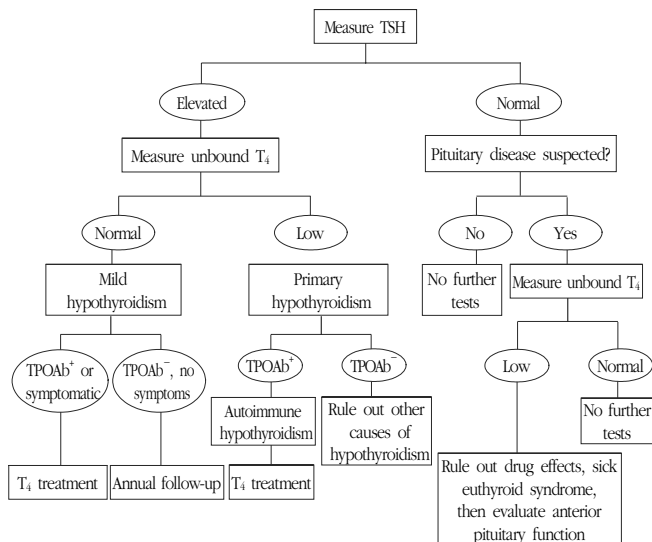 Measure TSH
Elevated
Normal
Measure unbound T₄
Pituitary disease suspected?
Normal
Low
No
Yes
Mild
hypothyroidism
Primary
hypothyroidism
No further
tests
Measure unbound T₄
TPOAb⁺ or
symptomatic
TPOAb⁻, no
symptoms
TPOAb⁺
TPOAb⁻
Low
Normal
Autoimmune
hypothyroidism
Rule out other
causes of
hypothyroidism
No further
tests
T₄ treatment
Annual follow-up
T₄ treatment
Rule out drug effects, sick
euthyroid syndrome,
then evaluate anterior
pituitary function